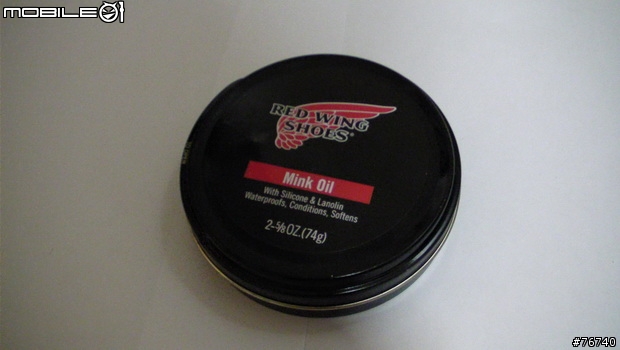 MOBILE01
RED WING
SHOES®
Mink Oil
With Silicone & Lanolin
Waterproofs, Conditions, Softens
2-5/8 OZ.(74g)
#76740